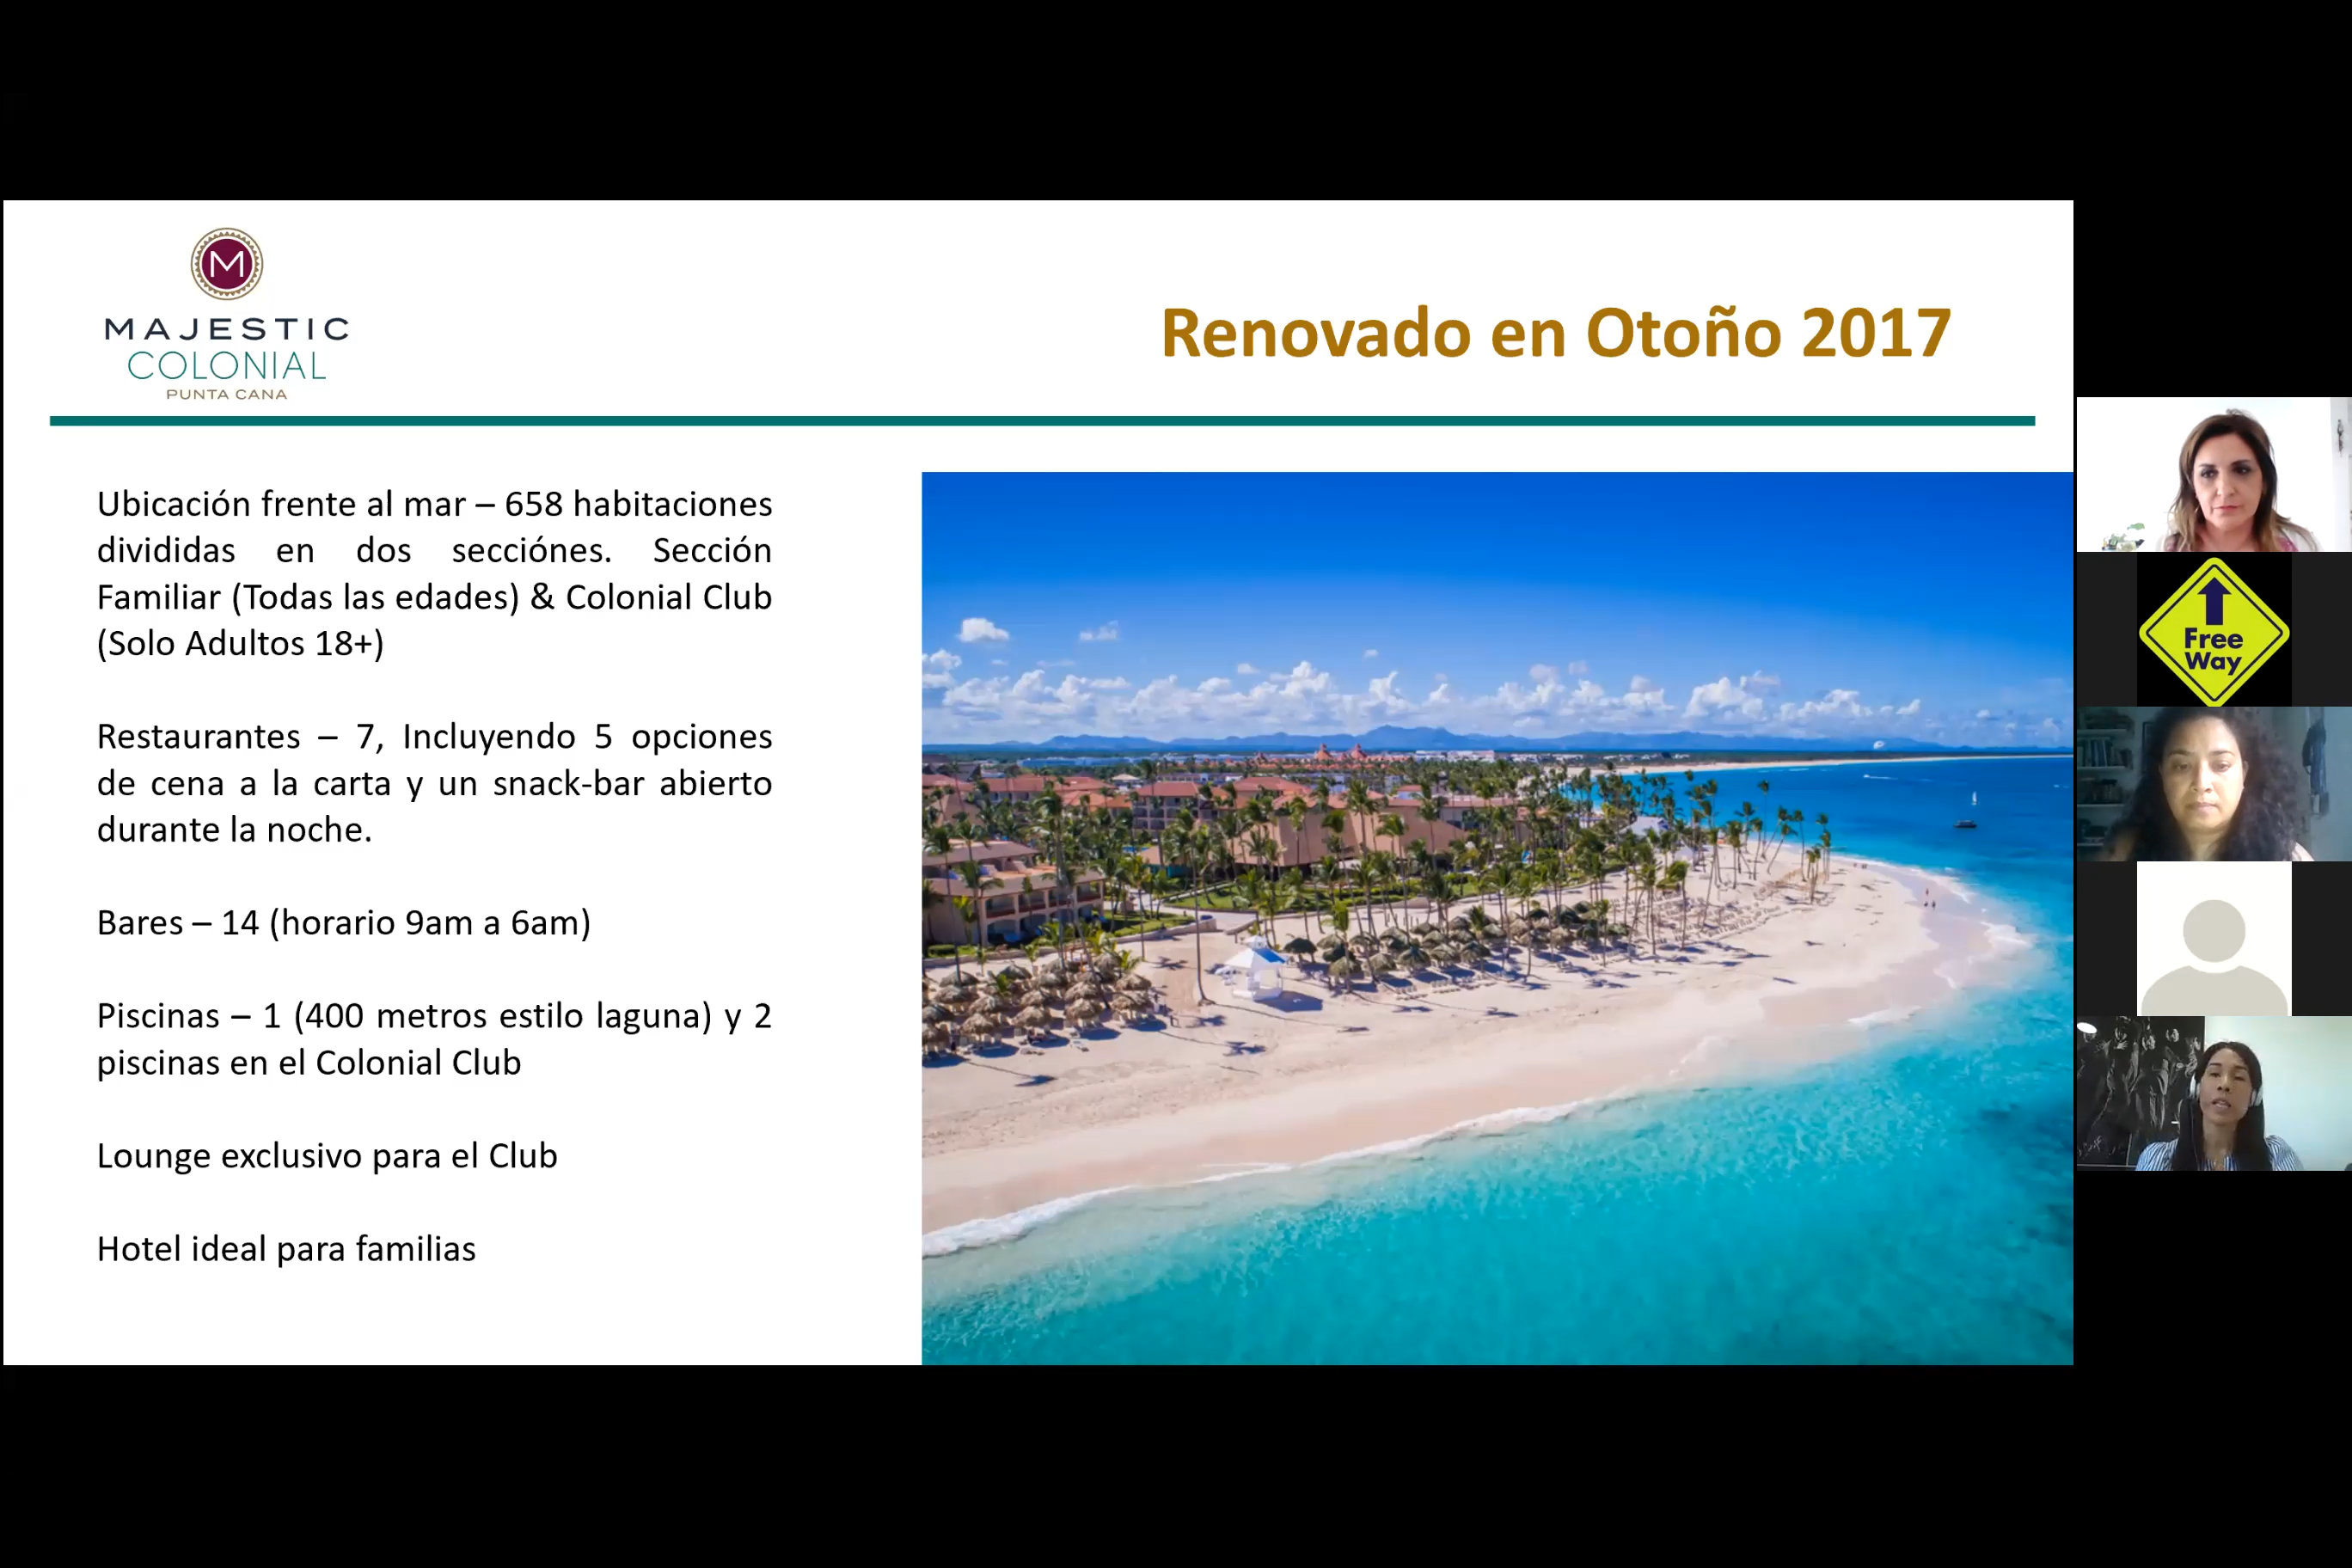 M
MAJESTIC
COLONIAL
PUNTA CANA
Renovado en Otoño 2017
Ubicación frente al mar – 658 habitaciones
divididas en dos secciónes. Sección
Familiar (Todas las edades) & Colonial Club
(Solo Adultos 18+)
Restaurantes – 7, Incluyendo 5 opciones
de cena a la carta y un snack-bar abierto
durante la noche.
Bares – 14 (horario 9am a 6am)
Piscinas – 1 (400 metros estilo laguna) y 2
piscinas en el Colonial Club
Lounge exclusivo para el Club
Hotel ideal para familias
Free
Way